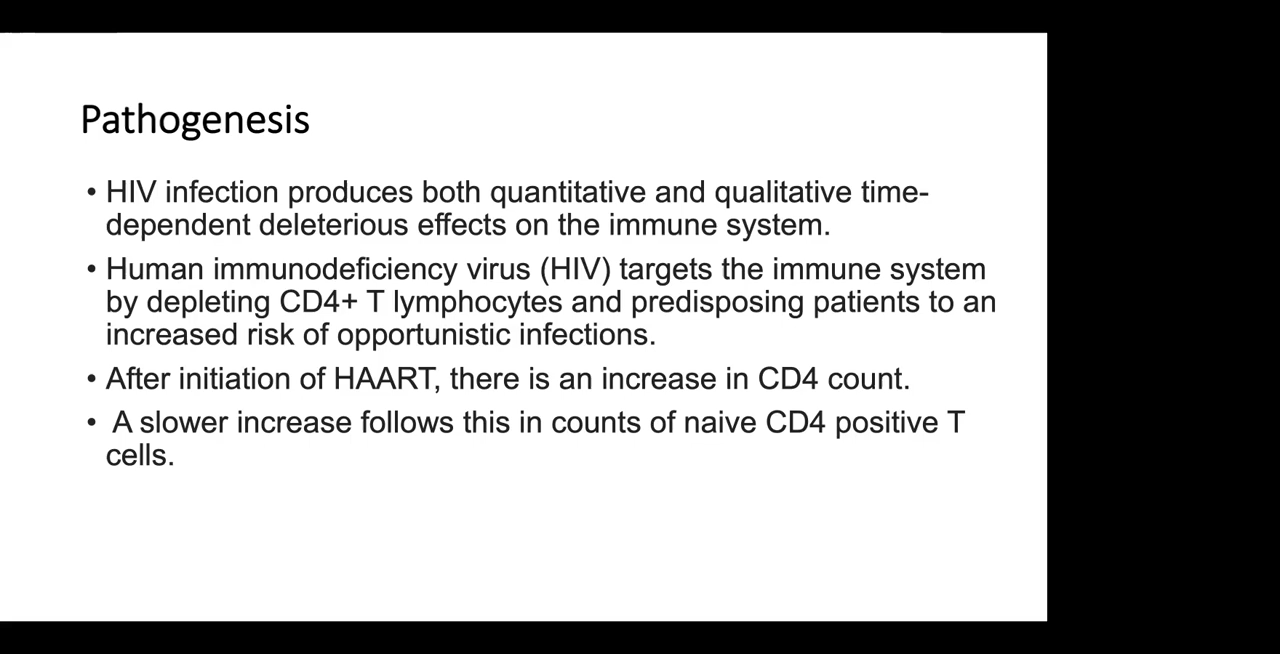 Pathogenesis
• HIV infection produces both quantitative and qualitative time-
dependent deleterious effects on the immune system.
• Human immunodeficiency virus (HIV) targets the immune system
by depleting CD4+ T lymphocytes and predisposing patients to an
increased risk of opportunistic infections.
• After initiation of HAART, there is an increase in CD4 count.
• A slower increase follows this in counts of naive CD4 positive T
cells.